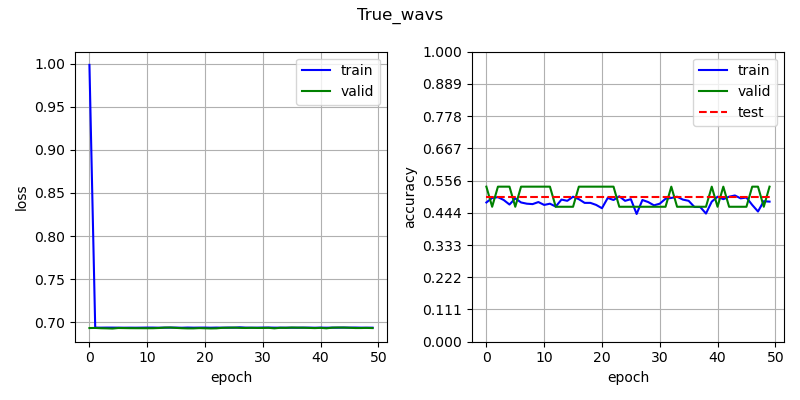 True_wavs
loss
1.00
0.95
0.90
0.85
0.80
0.75
0.70
0 10 20 30 40 50
epoch
train
valid
accuracy
1.000
0.889
0.778
0.667
0.556
0.444
0.333
0.222
0.111
0.000
0 10 20 30 40 50
epoch
train
valid
test